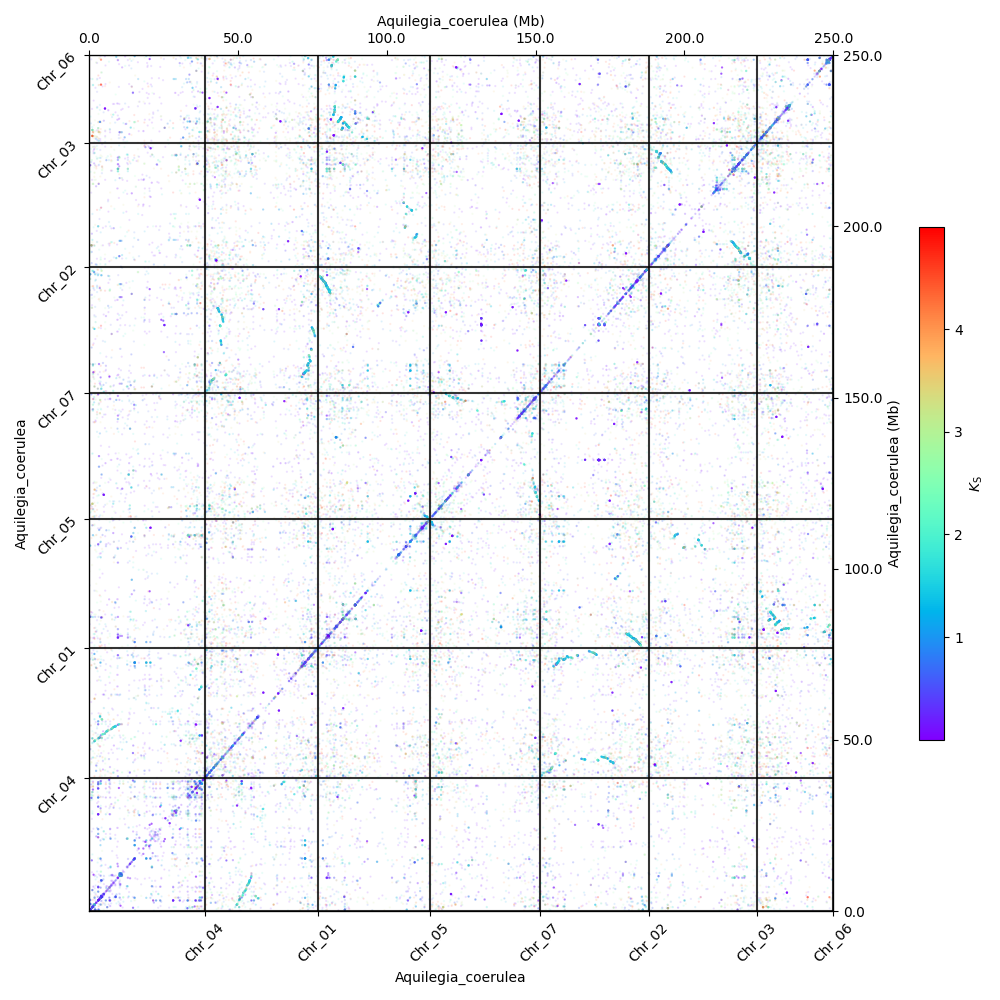 Aquilegia_coerulea (Mb)
0.0 50.0 100.0 150.0 200.0 250.0
Chr_06
Chr_03
Chr_02
Chr_07
Chr_05
Chr_01
Chr_04
Aquilegia_coerulea
250.0
200.0
150.0
100.0
50.0
0.0
Aquilegia_coerulea (Mb)
4
3
2
1
KS
Chr_04 Chr_01 Chr_05 Chr_07 Chr_02 Chr_03 Chr_06
Aquilegia_coerulea